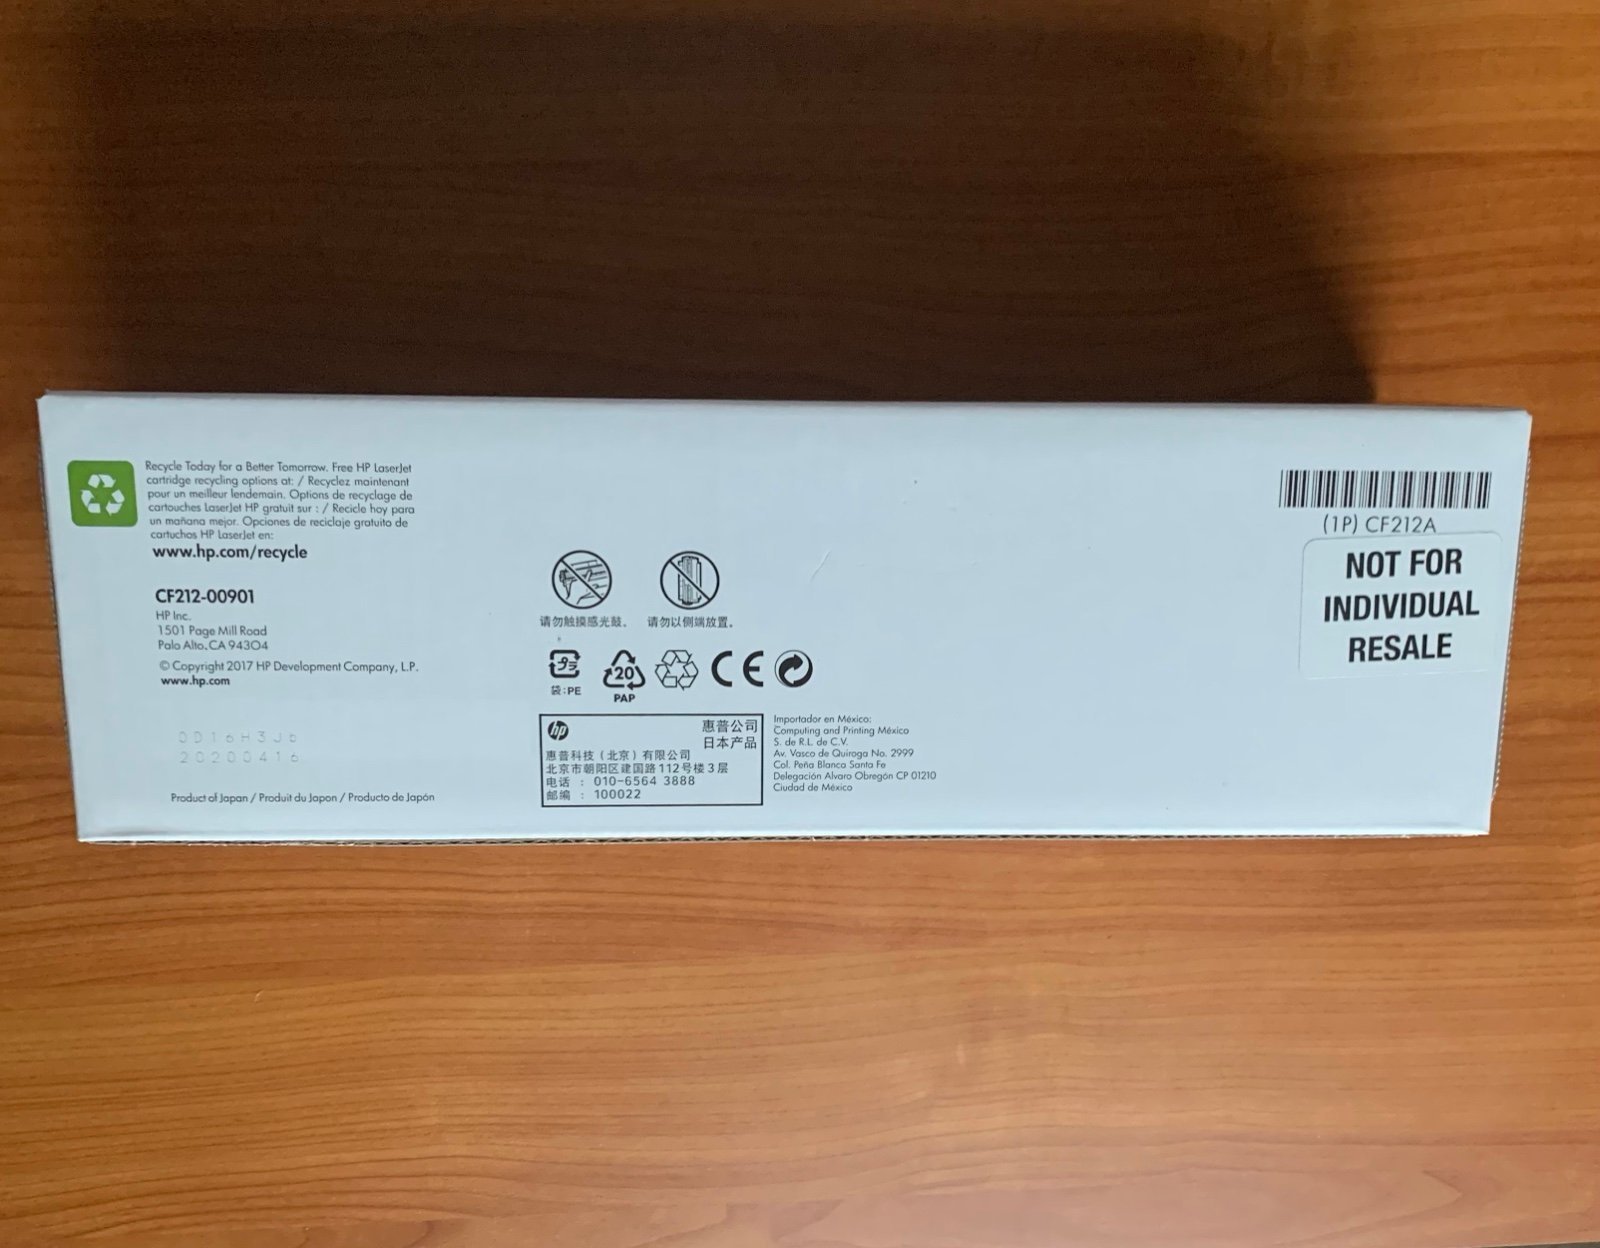 Recycle Today for a Better Tomorrow. Free HP LaserJet
cartridge recycling options at: / Recyclez maintenant
pour un meilleur lendemain. Options de recyclage de
cartouches LaserJet HP gratuit sur : / Recicle hoy para
un mañana mejor. Opciones de reciclaje gratuito de
cartuchos HP LaserJet en:
www.hp.com/recycle
CF212-00901
HP Inc.
1501 Page Mill Road
Palo Alto, CA 94304
© Copyright 2017 HP Development Company, L.P.
www.hp.com
0D16H3Jb
20200416
Product of Japan / Produit du Japon / Producto de Japón
请勿触摸感光鼓。 请勿以侧端放置。
プラ
袋:PE
20
PAP
CE
hp
惠普公司
日本产品
惠普科技(北京)有限公司
北京市朝阳区建国路112号楼3层
电话 : 010-6564 3888
邮编 : 100022
Importador en México:
Computing and Printing México
S. de R.L. de C.V.
Av. Vasco de Quiroga No. 2999
Col. Peña Blanca Santa Fe
Delegación Alvaro Obregón CP 01210
Ciudad de México
(1P) CF212A
NOT FOR
INDIVIDUAL
RESALE